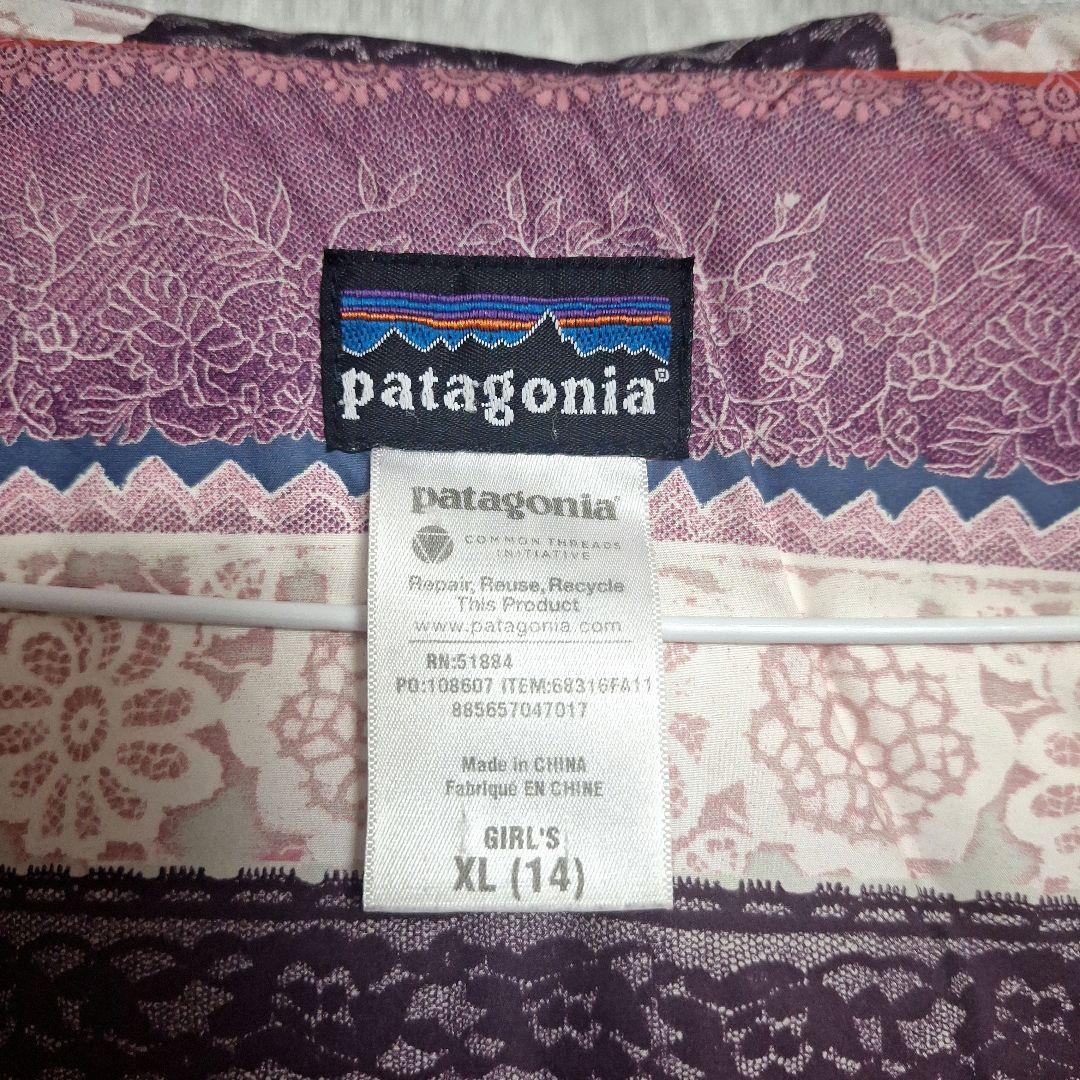 patagonia®
patagonia®
COMMON THREADS
INITIATIVE
Repair, Reuse, Recycle
This Product
www.patagonia.com
RN:51884
PO:108607 ITEM:68316FA11
885657047017
Made in CHINA
Fabriqué EN CHINE
GIRL'S
XL (14)